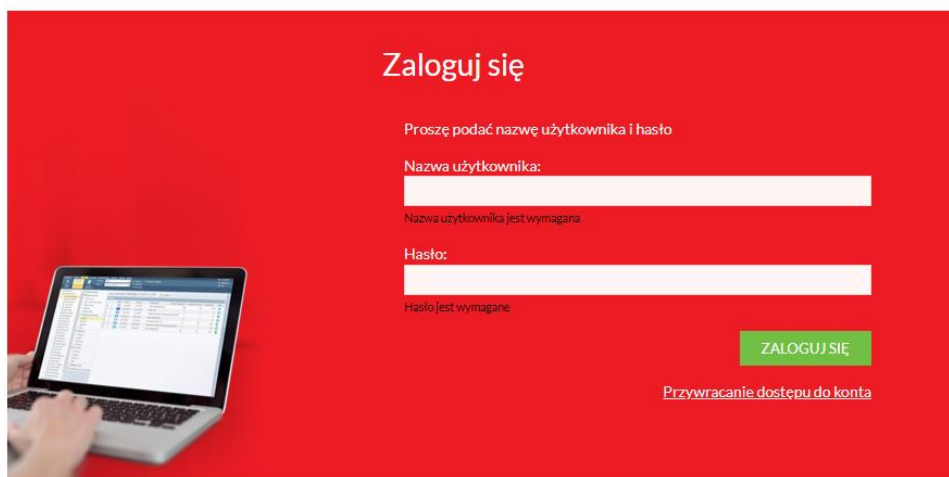 Zaloguj się
Proszę podać nazwę użytkownika i hasło
Nazwa użytkownika:
Nazwa użytkownika jest wymagana
Hasło:
Hasło jest wymagane
ZALOGUJ SIĘ
Przywracanie dostępu do konta